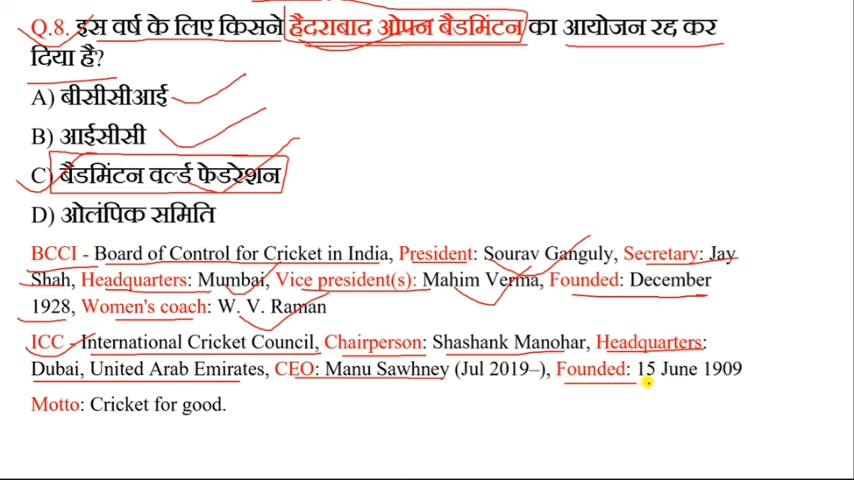 Q.8. इस वर्ष के लिए किसने हैदराबाद ओपन बैडमिंटन का आयोजन रद्द कर
दिया है?
A) बीसीसीआई
B) आईसीसी
C) बैडमिंटन वर्ल्ड फेडरेशन
D) ओलंपिक समिति
BCCI - Board of Control for Cricket in India, President: Sourav Ganguly, Secretary: Jay
Shah, Headquarters: Mumbai, Vice president(s): Mahim Verma, Founded: December
1928, Women's coach: W. V. Raman
ICC - International Cricket Council, Chairperson: Shashank Manohar, Headquarters:
Dubai, United Arab Emirates, CEO: Manu Sawhney (Jul 2019–), Founded: 15 June 1909
Motto: Cricket for good.